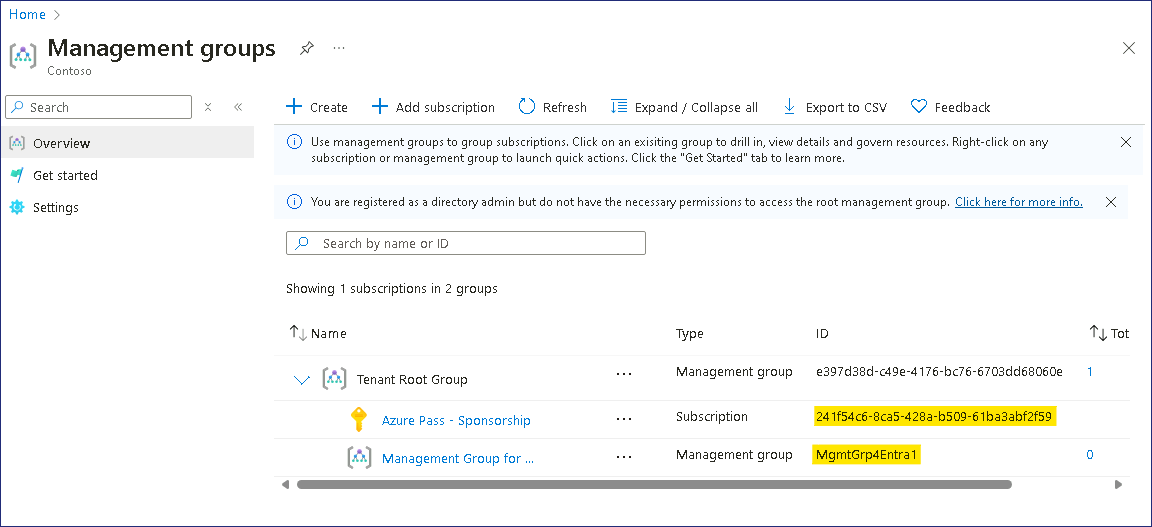 Home
Management groups
Contoso
Search
Overview
Get started
Settings
Create Add subscription Refresh Expand / Collapse all Export to CSV Feedback
Use management groups to group subscriptions. Click on an exisiting group to drill in, view details and govern resources. Right-click on any
subscription or management group to launch quick actions. Click the "Get Started" tab to learn more.
You are registered as a directory admin but do not have the necessary permissions to access the root management group. Click here for more info.
Search by name or ID
Showing 1 subscriptions in 2 groups
Name Type ID Tot
Tenant Root Group ... Management group e397d38d-c49e-4176-bc76-6703dd68060e 1
Azure Pass - Sponsorship ... Subscription 241f54c6-8ca5-428a-b509-61ba3abf2f59
Management Group for ... ... Management group MgmtGrp4Entra1 0